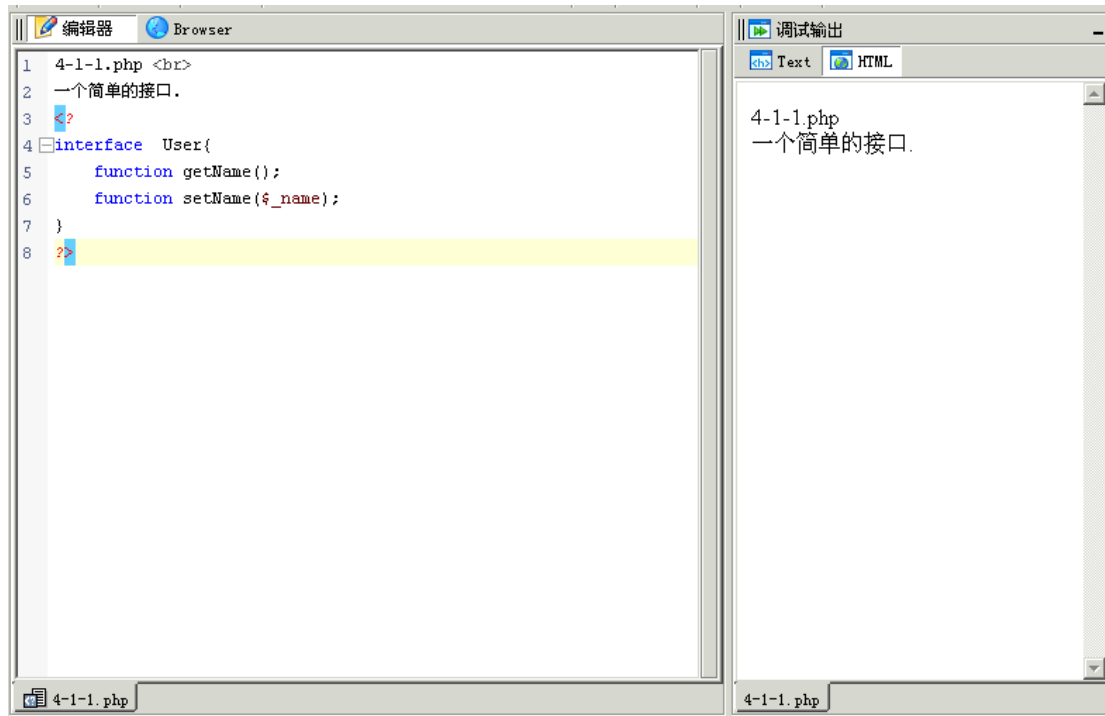 编辑器 Browser
1 4-1-1.php <br>
2 一个简单的接口.
3 <?
4 interface  User{
5     function getName();
6     function setName($_name);
7 }
8 ?>
4-1-1.php
调试输出
<h> Text HTML
4-1-1.php
一个简单的接口.
4-1-1.php